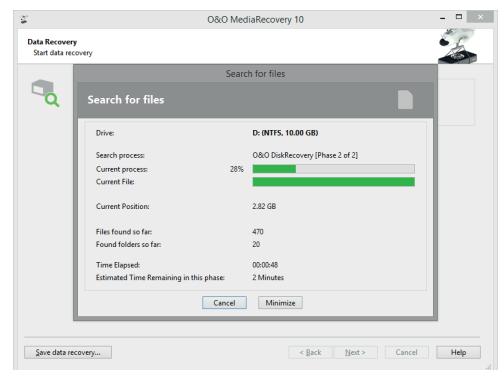 O&O MediaRecovery 10
Data Recovery
Start data recovery
Search for files
Search for files
Drive: D: (NTFS, 10.00 GB)
Search process: O&O DiskRecovery [Phase 2 of 2]
Current process: 28%
Current File:
Current Position: 2.82 GB
Files found so far: 470
Found folders so far: 20
Time Elapsed: 00:00:48
Estimated Time Remaining in this phase: 2 Minutes
Cancel Minimize
Save data recovery... < Back Next > Cancel Help